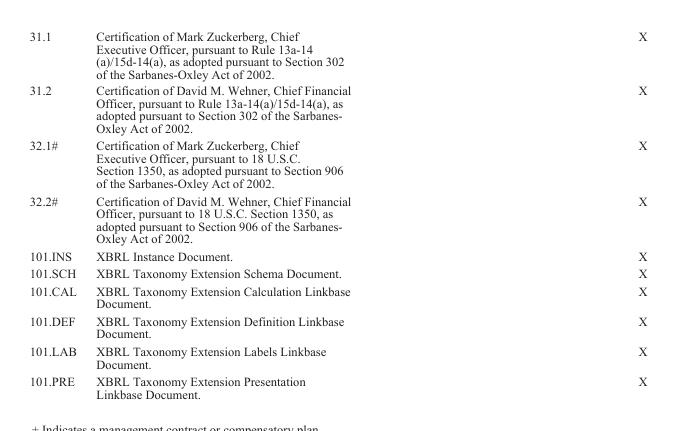 31.1 Certification of Mark Zuckerberg, Chief X
Executive Officer, pursuant to Rule 13a-14
(a)/15d-14(a), as adopted pursuant to Section 302
of the Sarbanes-Oxley Act of 2002.
31.2 Certification of David M. Wehner, Chief Financial X
Officer, pursuant to Rule 13a-14(a)/15d-14(a), as
adopted pursuant to Section 302 of the Sarbanes-
Oxley Act of 2002.
32.1# Certification of Mark Zuckerberg, Chief X
Executive Officer, pursuant to 18 U.S.C.
Section 1350, as adopted pursuant to Section 906
of the Sarbanes-Oxley Act of 2002.
32.2# Certification of David M. Wehner, Chief Financial X
Officer, pursuant to 18 U.S.C. Section 1350, as
adopted pursuant to Section 906 of the Sarbanes-
Oxley Act of 2002.
101.INS XBRL Instance Document. X
101.SCH XBRL Taxonomy Extension Schema Document. X
101.CAL XBRL Taxonomy Extension Calculation Linkbase X
Document.
101.DEF XBRL Taxonomy Extension Definition Linkbase X
Document.
101.LAB XBRL Taxonomy Extension Labels Linkbase X
Document.
101.PRE XBRL Taxonomy Extension Presentation X
Linkbase Document.
+ Indicates a management contract or compensatory plan